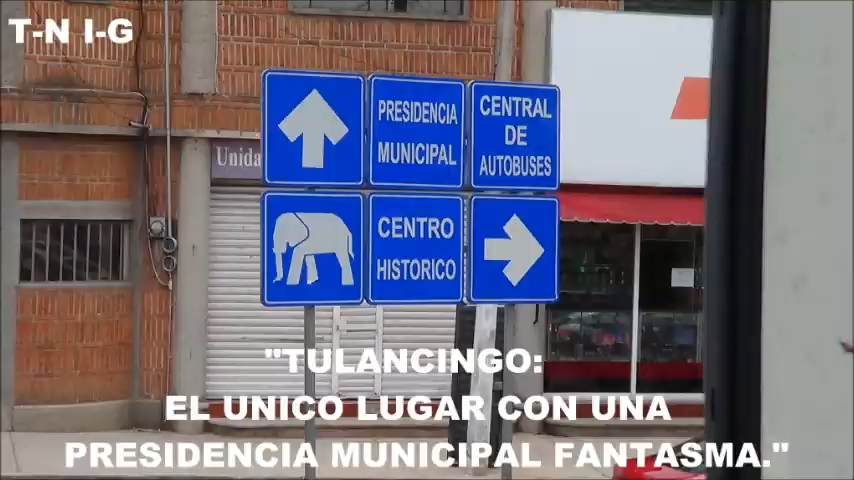 T-N I-G
PRESIDENCIA
MUNICIPAL
CENTRAL
DE
AUTOBUSES
Unida
CENTRO
HISTORICO
"TULANCINGO:
EL UNICO LUGAR CON UNA
PRESIDENCIA MUNICIPAL FANTASMA."